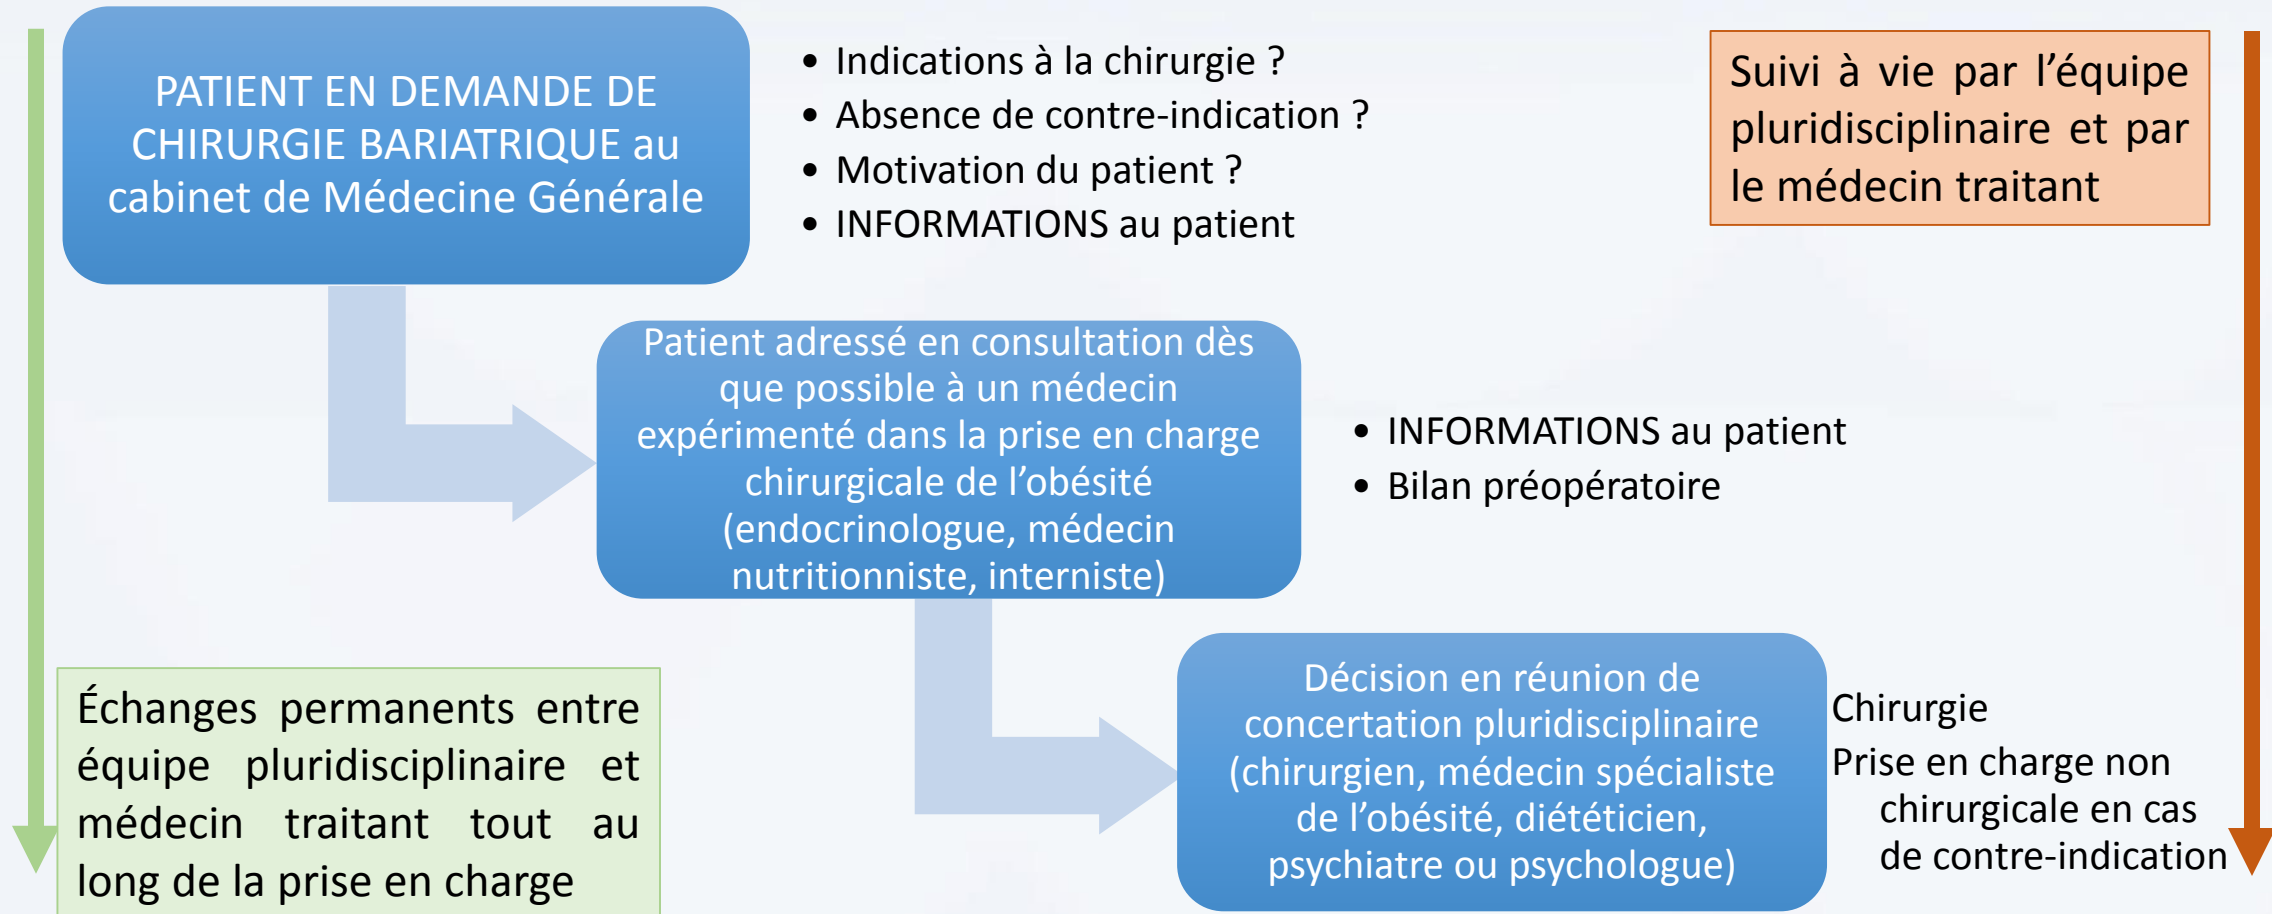 PATIENT EN DEMANDE DE
CHIRURGIE BARIATRIQUE au
cabinet de Médecine Générale
• Indications à la chirurgie ?
• Absence de contre-indication ?
• Motivation du patient ?
• INFORMATIONS au patient
Suivi à vie par l’équipe
pluridisciplinaire et par
le médecin traitant
Patient adressé en consultation dès
que possible à un médecin
expérimenté dans la prise en charge
chirurgicale de l’obésité
(endocrinologue, médecin
nutritionniste, interniste)
• INFORMATIONS au patient
• Bilan préopératoire
Échanges permanents entre
équipe pluridisciplinaire et
médecin traitant tout au
long de la prise en charge
Décision en réunion de
concertation pluridisciplinaire
(chirurgien, médecin spécialiste
de l’obésité, diététicien,
psychiatre ou psychologue)
Chirurgie
Prise en charge non
chirurgicale en cas
de contre-indication